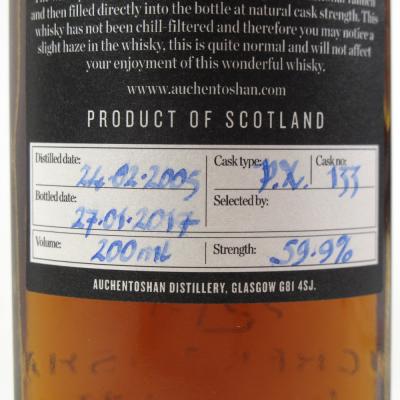 and then filled directly into the bottle at natural cask strength. This
whisky has not been chill-filtered and therefore you may notice a
slight haze in the whisky, this is quite normal and will not affect
your enjoyment of this wonderful whisky.
www.auchentoshan.com
PRODUCT OF SCOTLAND
Distilled date: 24.02.2005 Cask type: P.X. Cask no: 133
Bottled date: 27.01.2017 Selected by:
Volume: 200mL Strength: 59.9%
AUCHENTOSHAN DISTILLERY, GLASGOW G81 4SJ.